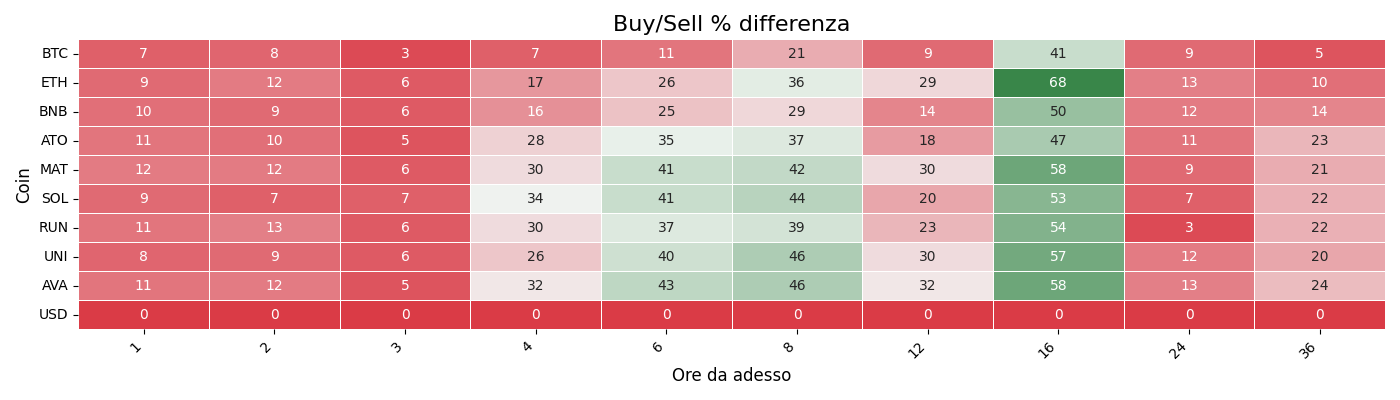 Buy/Sell % differenza
Coin
BTC 7 8 3 7 11 21 9 41 9 5
ETH 9 12 6 17 26 36 29 68 13 10
BNB 10 9 6 16 25 29 14 50 12 14
ATO 11 10 5 28 35 37 18 47 11 23
MAT 12 12 6 30 41 42 30 58 9 21
SOL 9 7 7 34 41 44 20 53 7 22
RUN 11 13 6 30 37 39 23 54 3 22
UNI 8 9 6 26 40 46 30 57 12 20
AVA 11 12 5 32 43 46 32 58 13 24
USD 0 0 0 0 0 0 0 0 0 0
1 2 3 4 6 8 12 16 24 36
Ore da adesso